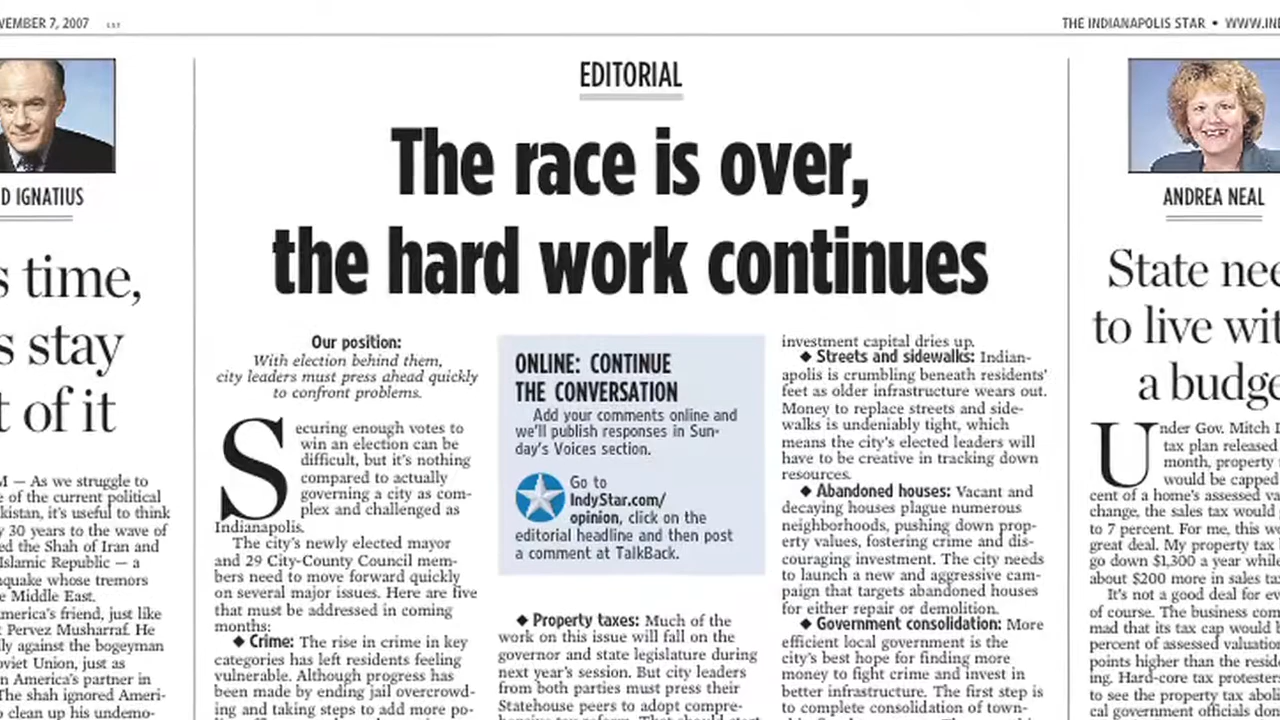 VEMBER 7, 2007
THE INDIANAPOLIS STAR • WWW.IND
D IGNATIUS
s time,
s stay
t of it
M — As we struggle to
e of the current political
kistan, it's useful to think
y 30 years to the wave of
ed the Shah of Iran and
Islamic Republic — a
hquake whose tremors
e Middle East.
America's friend, just like
Pervez Musharraf. He
ly against the bogeyman
oviet Union, just as
n America's partner in
The shah ignored Ameri-
o clean up his undemo-
EDITORIAL
The race is over,
the hard work continues
Our position:
With election behind them,
city leaders must press ahead quickly
to confront problems.
Securing enough votes to
win an election can be
difficult, but it's nothing
compared to actually
governing a city as com-
plex and challenged as
Indianapolis.
The city's newly elected mayor
and 29 City-County Council mem-
bers need to move forward quickly
on several major issues. Here are five
that must be addressed in coming
months:
◆ Crime: The rise in crime in key
categories has left residents feeling
vulnerable. Although progress has
been made by ending jail overcrowd-
ing and taking steps to add more po-
ONLINE: CONTINUE
THE CONVERSATION
Add your comments online and
we'll publish responses in Sun-
day's Voices section.
Go to
IndyStar.com/
opinion, click on the
editorial headline and then post
a comment at TalkBack.
◆ Property taxes: Much of the
work on this issue will fall on the
governor and state legislature during
next year's session. But city leaders
from both parties must press their
Statehouse peers to adopt compre-
investment capital dries up.
◆ Streets and sidewalks: Indian-
apolis is crumbling beneath residents'
feet as older infrastructure wears out.
Money to replace streets and side-
walks is undeniably tight, which
means the city's elected leaders will
have to be creative in tracking down
resources.
◆ Abandoned houses: Vacant and
decaying houses plague numerous
neighborhoods, pushing down prop-
erty values, fostering crime and dis-
couraging investment. The city needs
to launch a new and aggressive cam-
paign that targets abandoned houses
for either repair or demolition.
◆ Government consolidation: More
efficient local government is the
city's best hope for finding more
money to fight crime and invest in
better infrastructure. The first step is
to complete consolidation of town-
ANDREA NEAL
State nee
to live wit
a budge
Under Gov. Mitch D
tax plan released
month, property
would be capped
cent of a home's assessed va
change, the sales tax would
to 7 percent. For me, this wo
great deal. My property tax
go down $1,300 a year while
about $200 more in sales ta
It's not a good deal for ev
of course. The business com
mad that its tax cap would b
percent of assessed valuation
points higher than the resid
ing. Hard-core tax protesters
to see the property tax aboli
cal government officials don